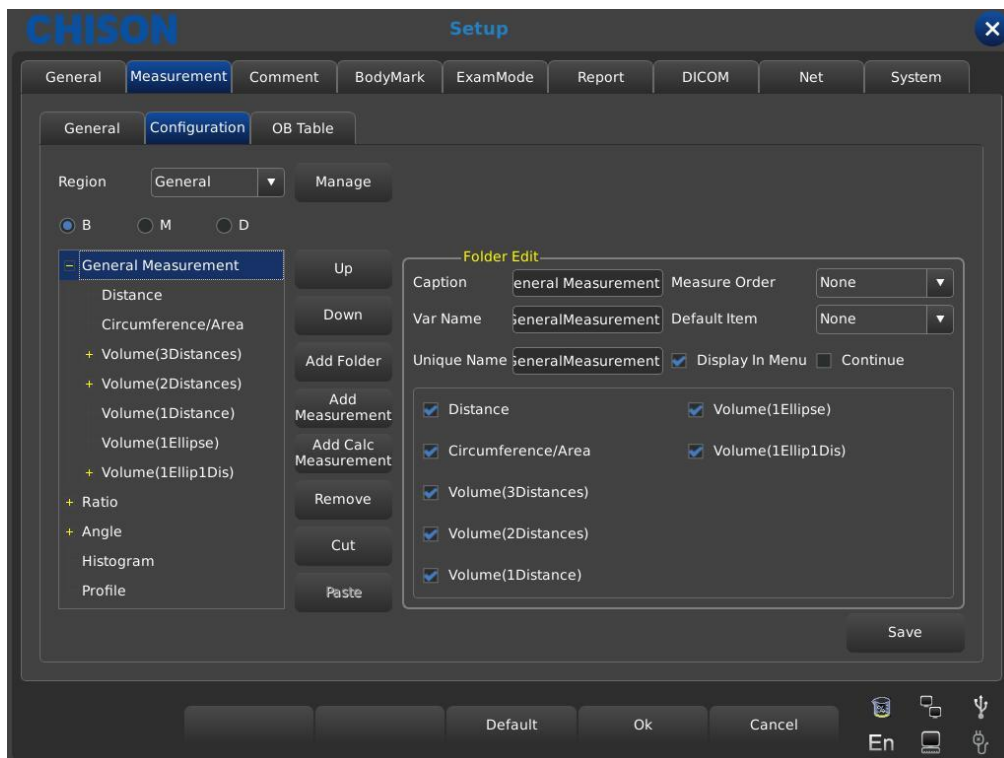 CHISON
Setup
General Measurement Comment BodyMark ExamMode Report DICOM Net System
General Configuration OB Table
Region General Manage
B M D
General Measurement
Distance
Circumference/Area
Volume(3Distances)
Volume(2Distances)
Volume(1Distance)
Volume(1Ellipse)
Volume(1Ellip1Dis)
Ratio
Angle
Histogram
Profile
Up
Down
Add Folder
Add
Measurement
Add Calc
Measurement
Remove
Cut
Paste
Folder Edit
Caption eneral Measurement Measure Order None
Var Name GeneralMeasurement Default Item None
Unique Name GeneralMeasurement Display In Menu Continue
Distance Volume(1Ellipse)
Circumference/Area Volume(1Ellip1Dis)
Volume(3Distances)
Volume(2Distances)
Volume(1Distance)
Save
Default Ok Cancel
En